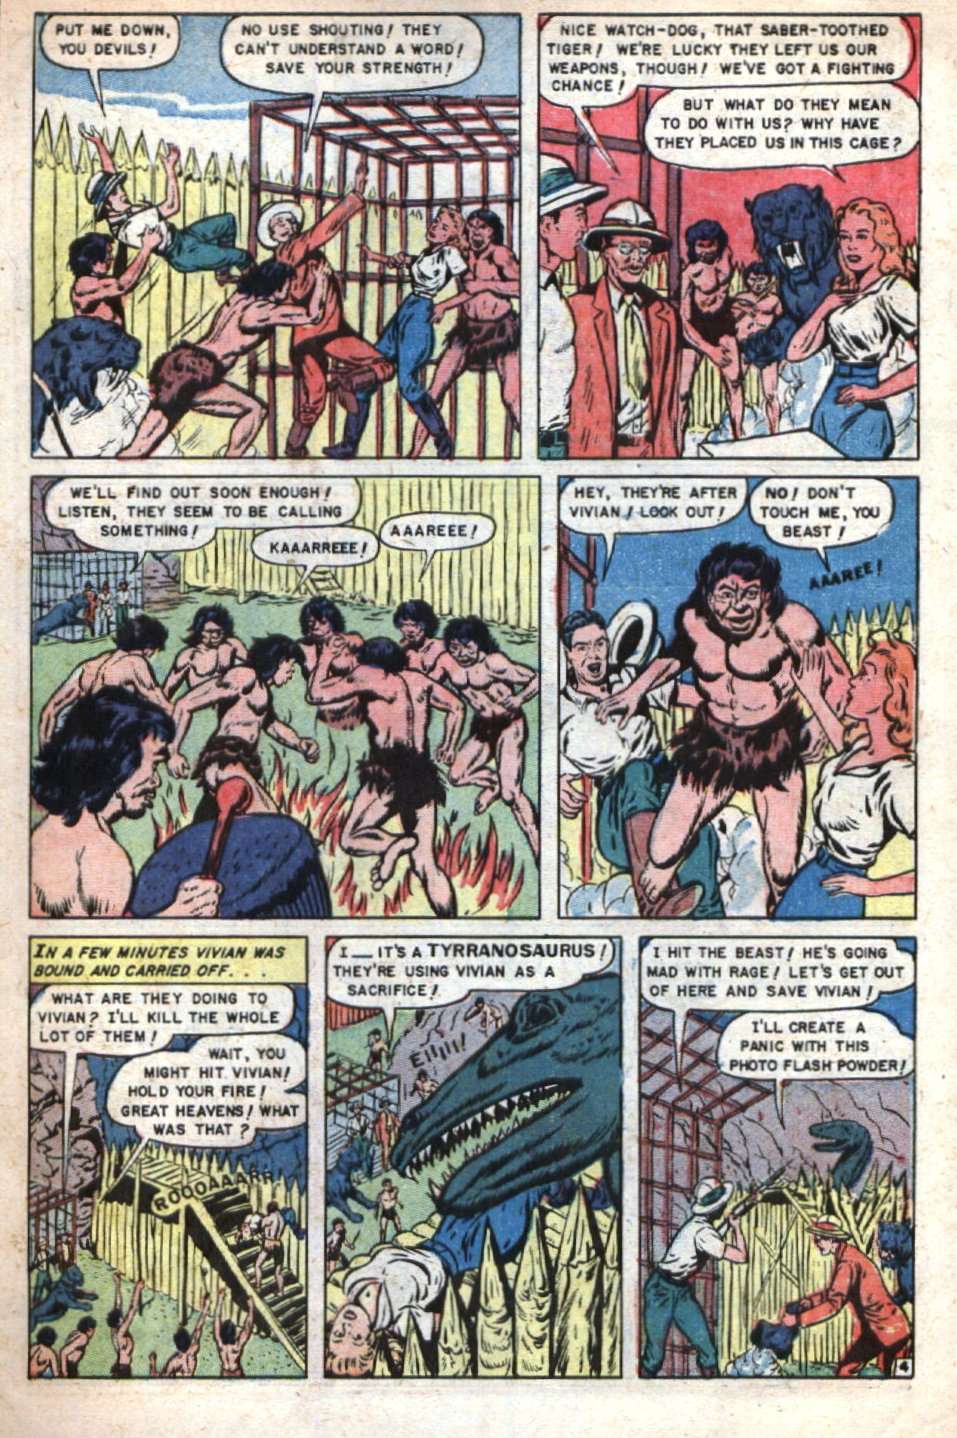 PUT ME DOWN,
YOU DEVILS!
NO USE SHOUTING! THEY
CAN'T UNDERSTAND A WORD!
SAVE YOUR STRENGTH!
NICE WATCH-DOG, THAT SABER-TOOTHED
TIGER! WE'RE LUCKY THEY LEFT US OUR
WEAPONS, THOUGH! WE'VE GOT A FIGHTING
CHANCE!
BUT WHAT DO THEY MEAN
TO DO WITH US? WHY HAVE
THEY PLACED US IN THIS CAGE?
WE'LL FIND OUT SOON ENOUGH!
LISTEN, THEY SEEM TO BE CALLING
SOMETHING!
KAAARREEE!
AAAREEE!
HEY, THEY'RE AFTER
VIVIAN! LOOK OUT!
NO! DON'T
TOUCH ME, YOU
BEAST!
AAAREE!
IN A FEW MINUTES VIVIAN WAS
BOUND AND CARRIED OFF. . .
WHAT ARE THEY DOING TO
VIVIAN? I'LL KILL THE WHOLE
LOT OF THEM!
WAIT, YOU
MIGHT HIT VIVIAN!
HOLD YOUR FIRE!
GREAT HEAVENS! WHAT
WAS THAT?
ROOOAAARR
I — IT'S A TYRRANOSAURUS!
THEY'RE USING VIVIAN AS A
SACRIFICE!
EIIIII!
I HIT THE BEAST! HE'S GOING
MAD WITH RAGE! LET'S GET OUT
OF HERE AND SAVE VIVIAN!
I'LL CREATE A
PANIC WITH THIS
PHOTO FLASH POWDER!
4